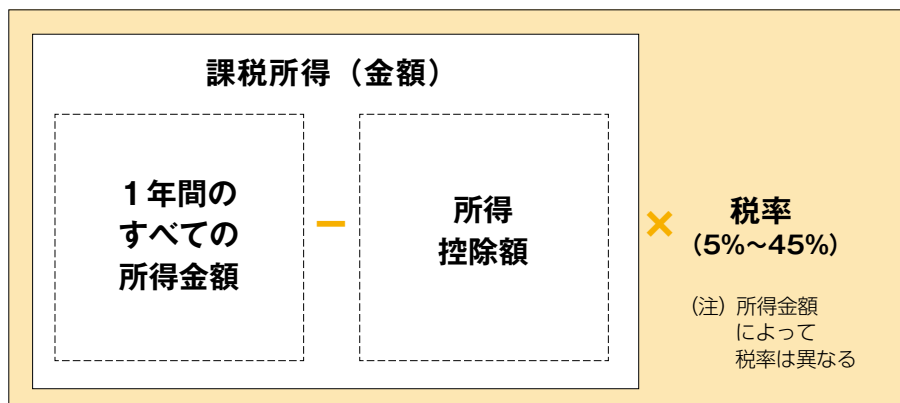 課税所得（金額）
１年間の
すべての
所得金額
−
所得
控除額
×
税率
（5%〜45%）
（注）所得金額
によって
税率は異なる